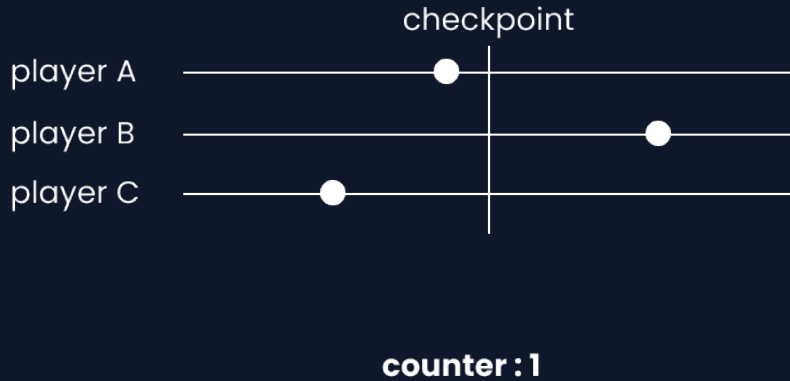 checkpoint
player A
player B
player C
counter : 1